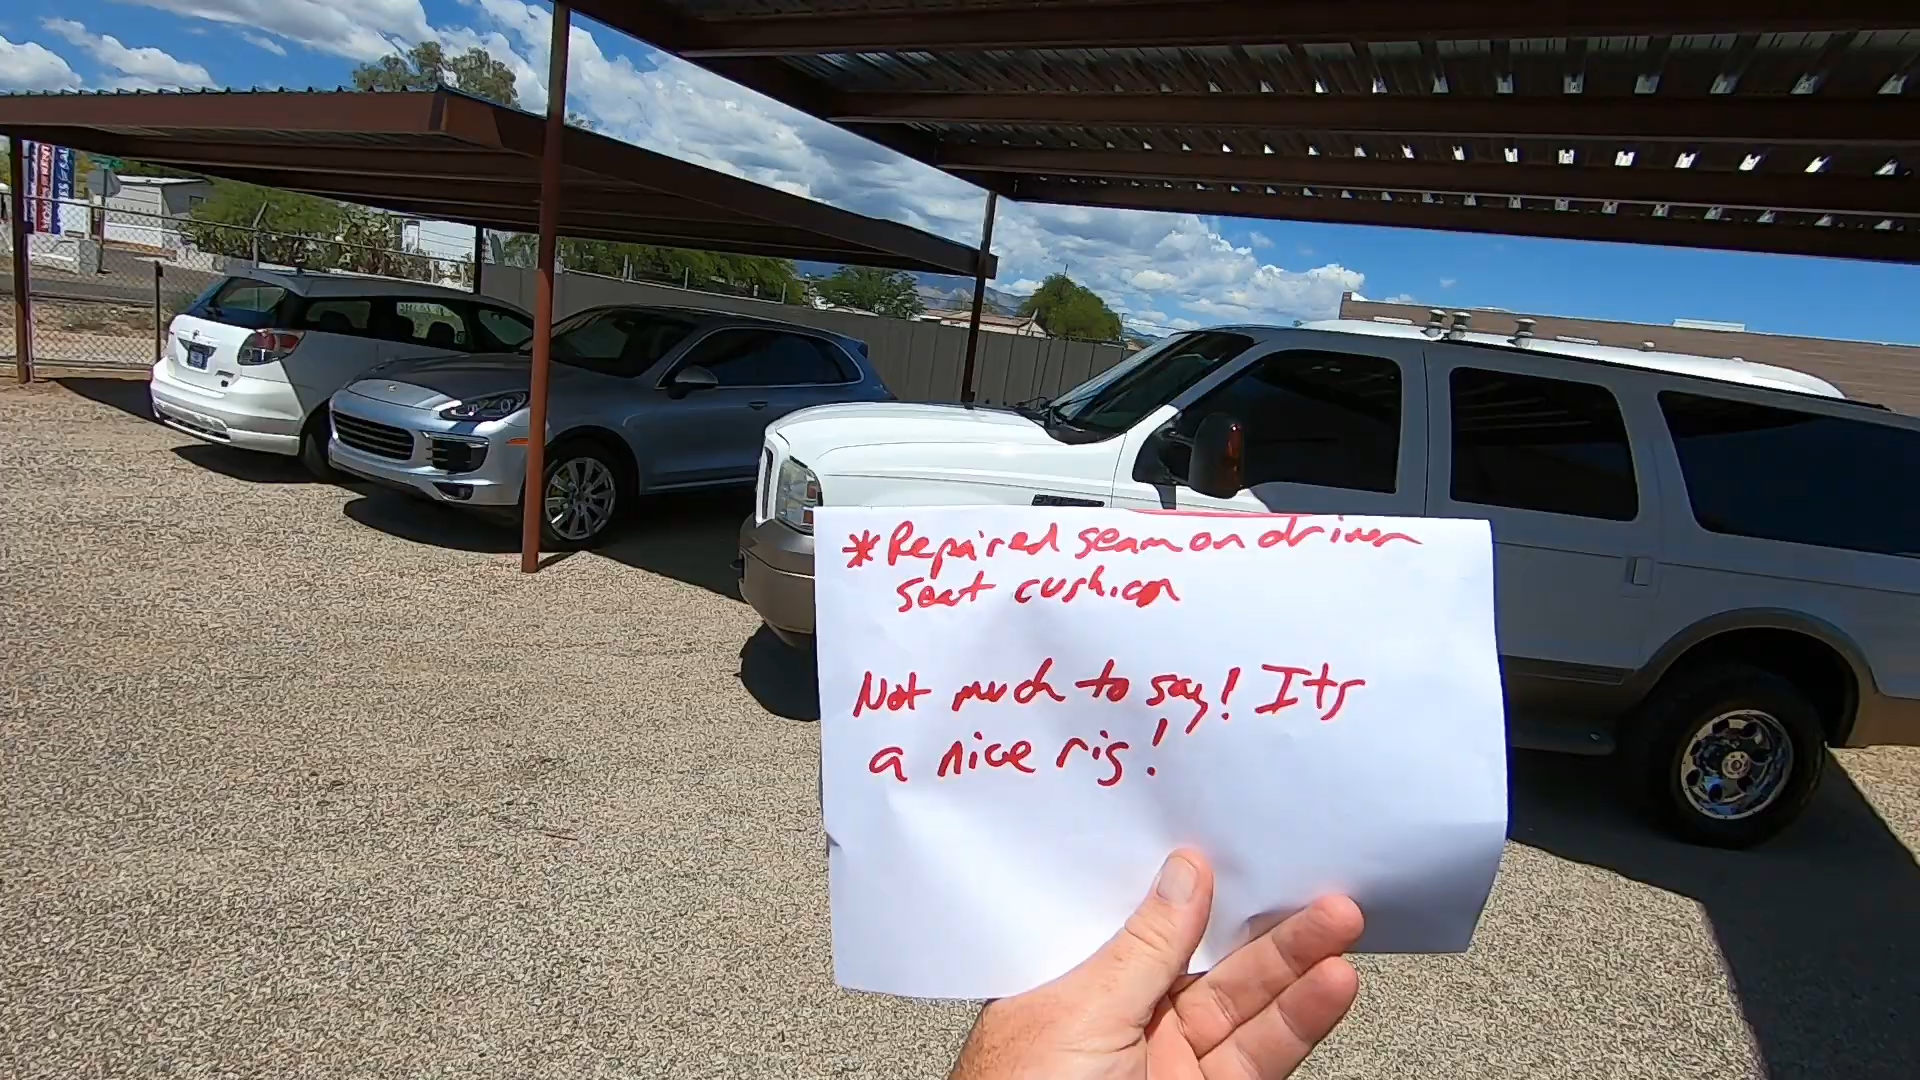 *Repaired seam on driver
seat cushion
Not much to say! Its
a nice rig!